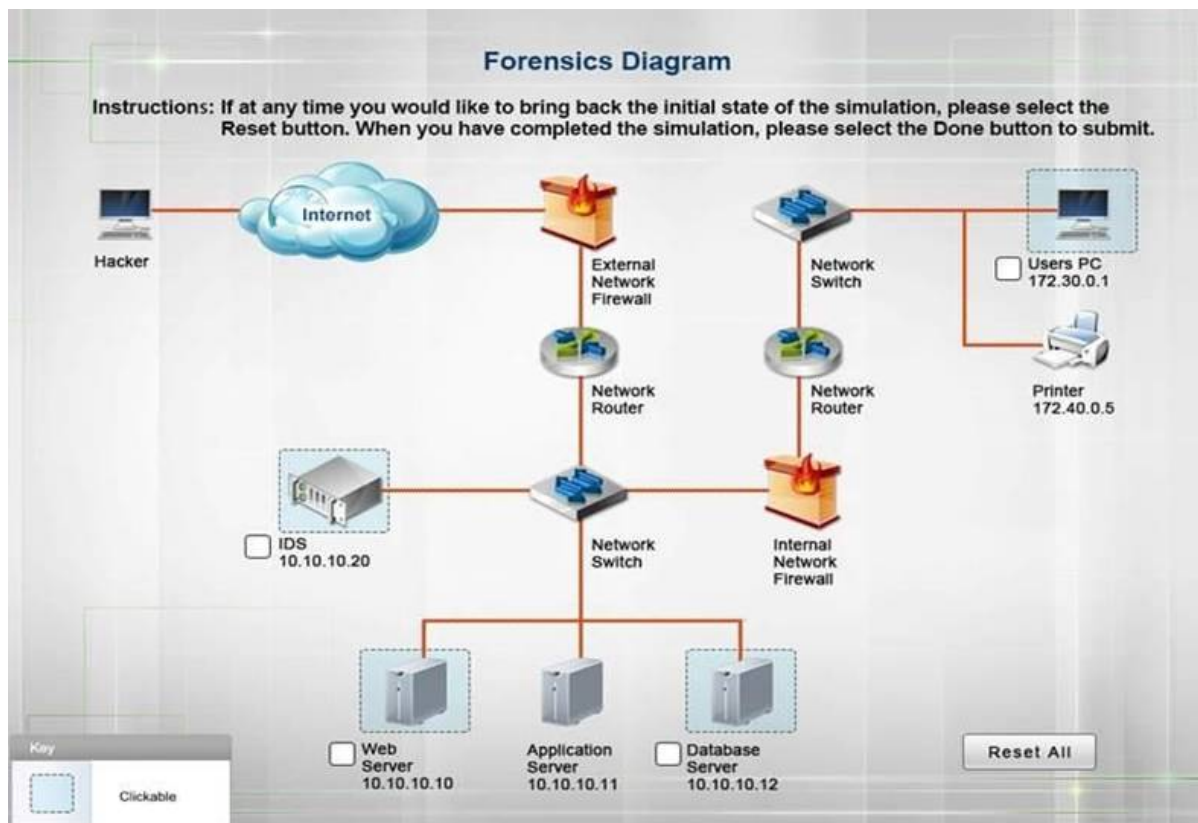 Forensics Diagram
Instructions: If at any time you would like to bring back the initial state of the simulation, please select the
Reset button. When you have completed the simulation, please select the Done button to submit.
Hacker
Internet
External
Network
Firewall
Network
Switch
Users PC
172.30.0.1
Network
Router
Network
Router
Printer
172.40.0.5
IDS
10.10.10.20
Network
Switch
Internal
Network
Firewall
Web
Server
10.10.10.10
Application
Server
10.10.10.11
Database
Server
10.10.10.12
Key
Clickable
Reset All